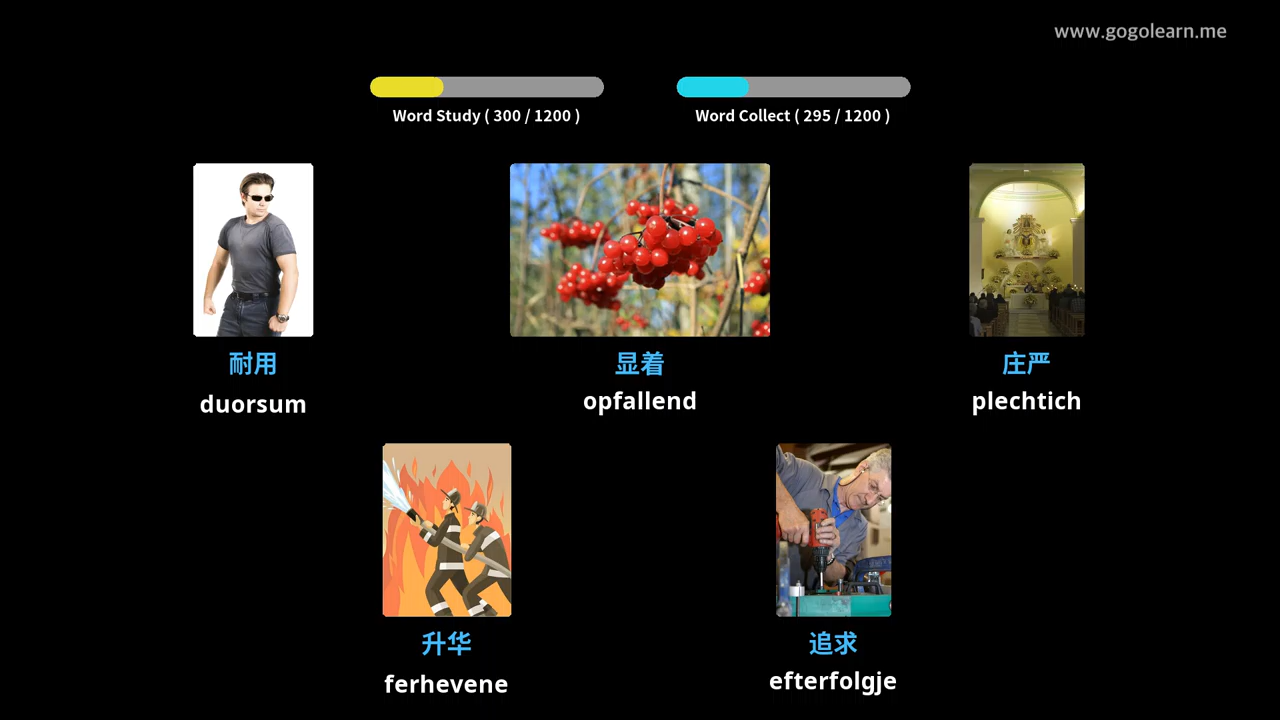 www.gogolearn.me
Word Study ( 300 / 1200 )
Word Collect ( 295 / 1200 )
耐用
duorsum
显着
opfallend
庄严
plechtich
升华
ferhevene
追求
efterfolgje